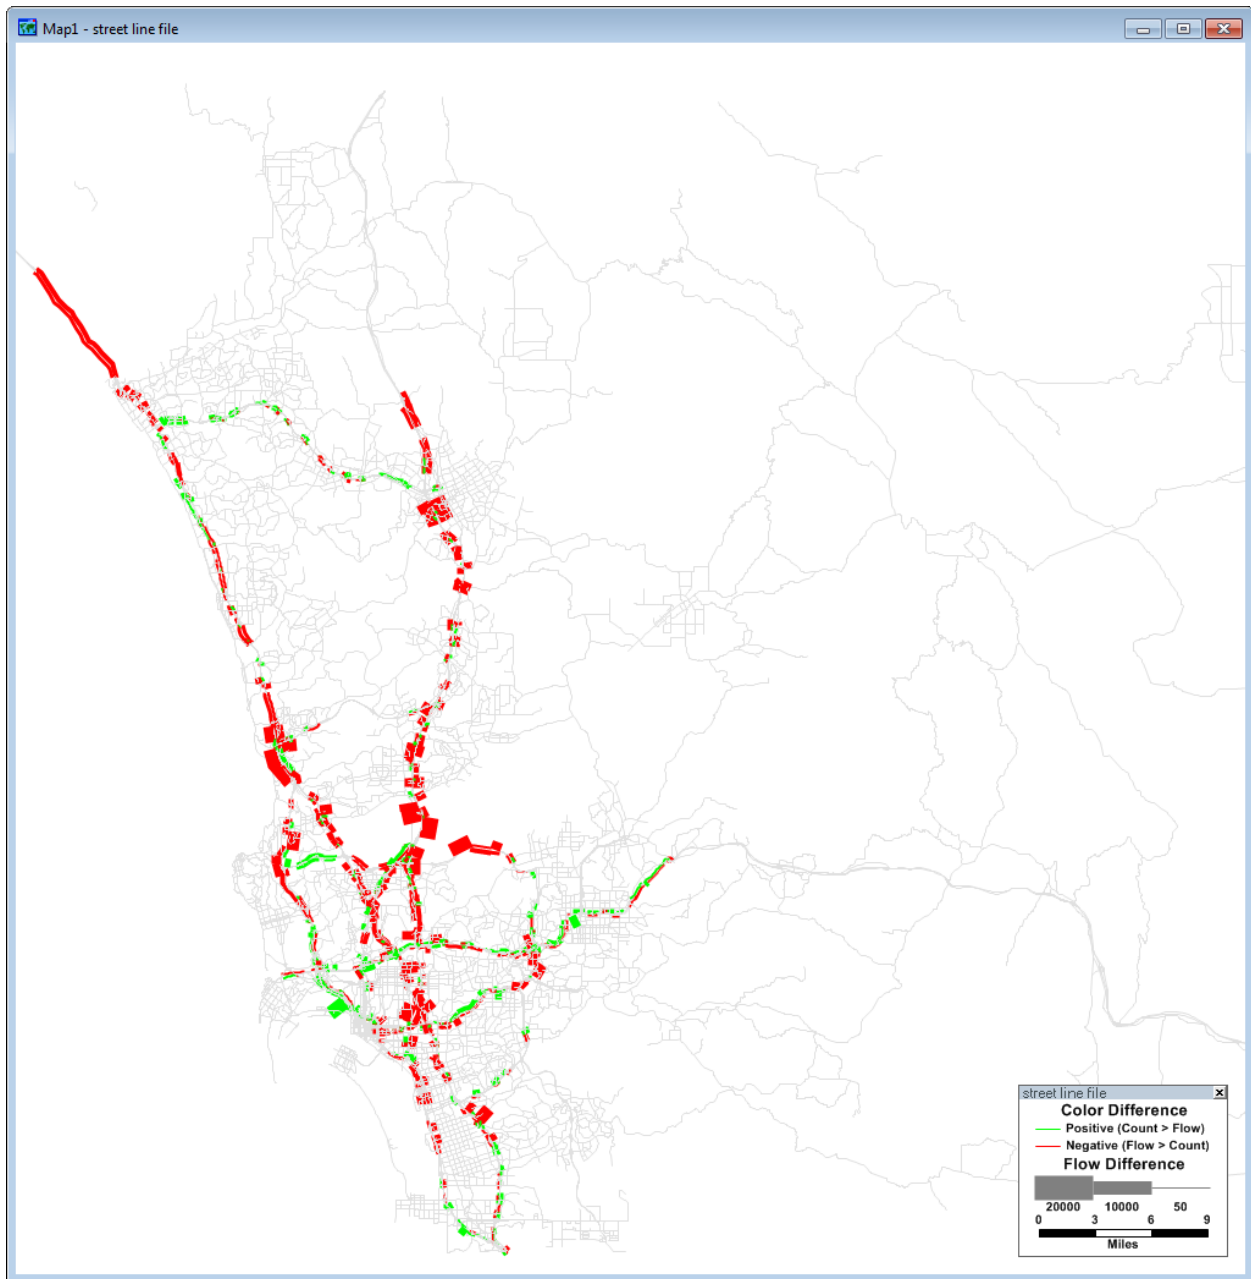 Map1 - street line file
street line file
Color Difference
Positive (Count > Flow)
Negative (Flow > Count)
Flow Difference
20000 10000 50
0 3 6 9
Miles